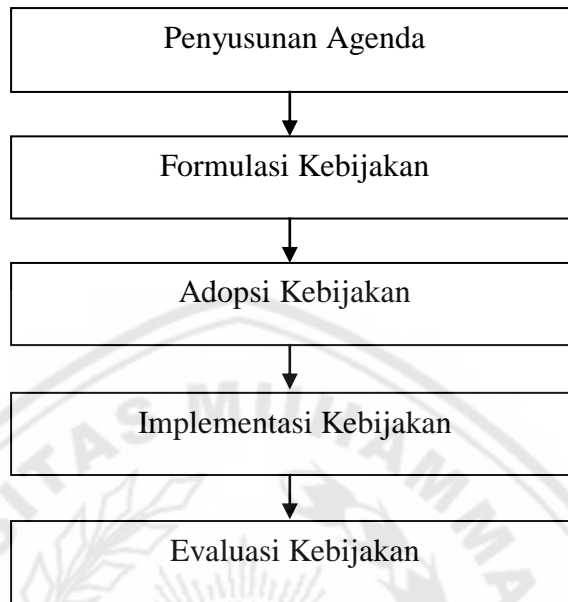 Penyusunan Agenda
Formulasi Kebijakan
Adopsi Kebijakan
Implementasi Kebijakan
Evaluasi Kebijakan